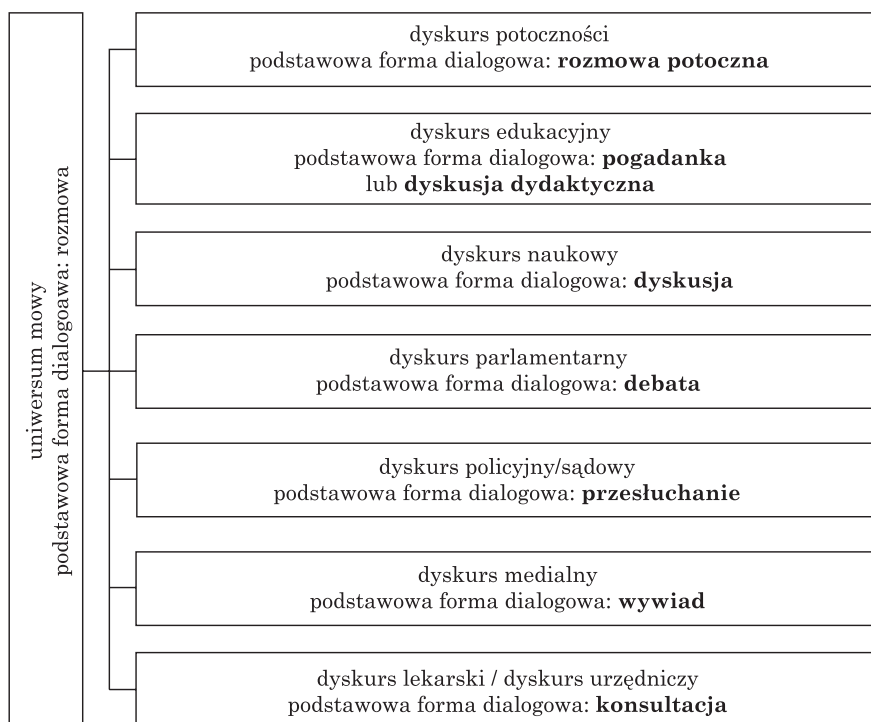 uniwersum mowy
podstawowa forma dialogoawa: rozmowa
dyskurs potoczności
podstawowa forma dialogowa: rozmowa potoczna
dyskurs edukacyjny
podstawowa forma dialogowa: pogadanka
lub dyskusja dydaktyczna
dyskurs naukowy
podstawowa forma dialogowa: dyskusja
dyskurs parlamentarny
podstawowa forma dialogowa: debata
dyskurs policyjny/sądowy
podstawowa forma dialogowa: przesłuchanie
dyskurs medialny
podstawowa forma dialogowa: wywiad
dyskurs lekarski / dyskurs urzędniczy
podstawowa forma dialogowa: konsultacja